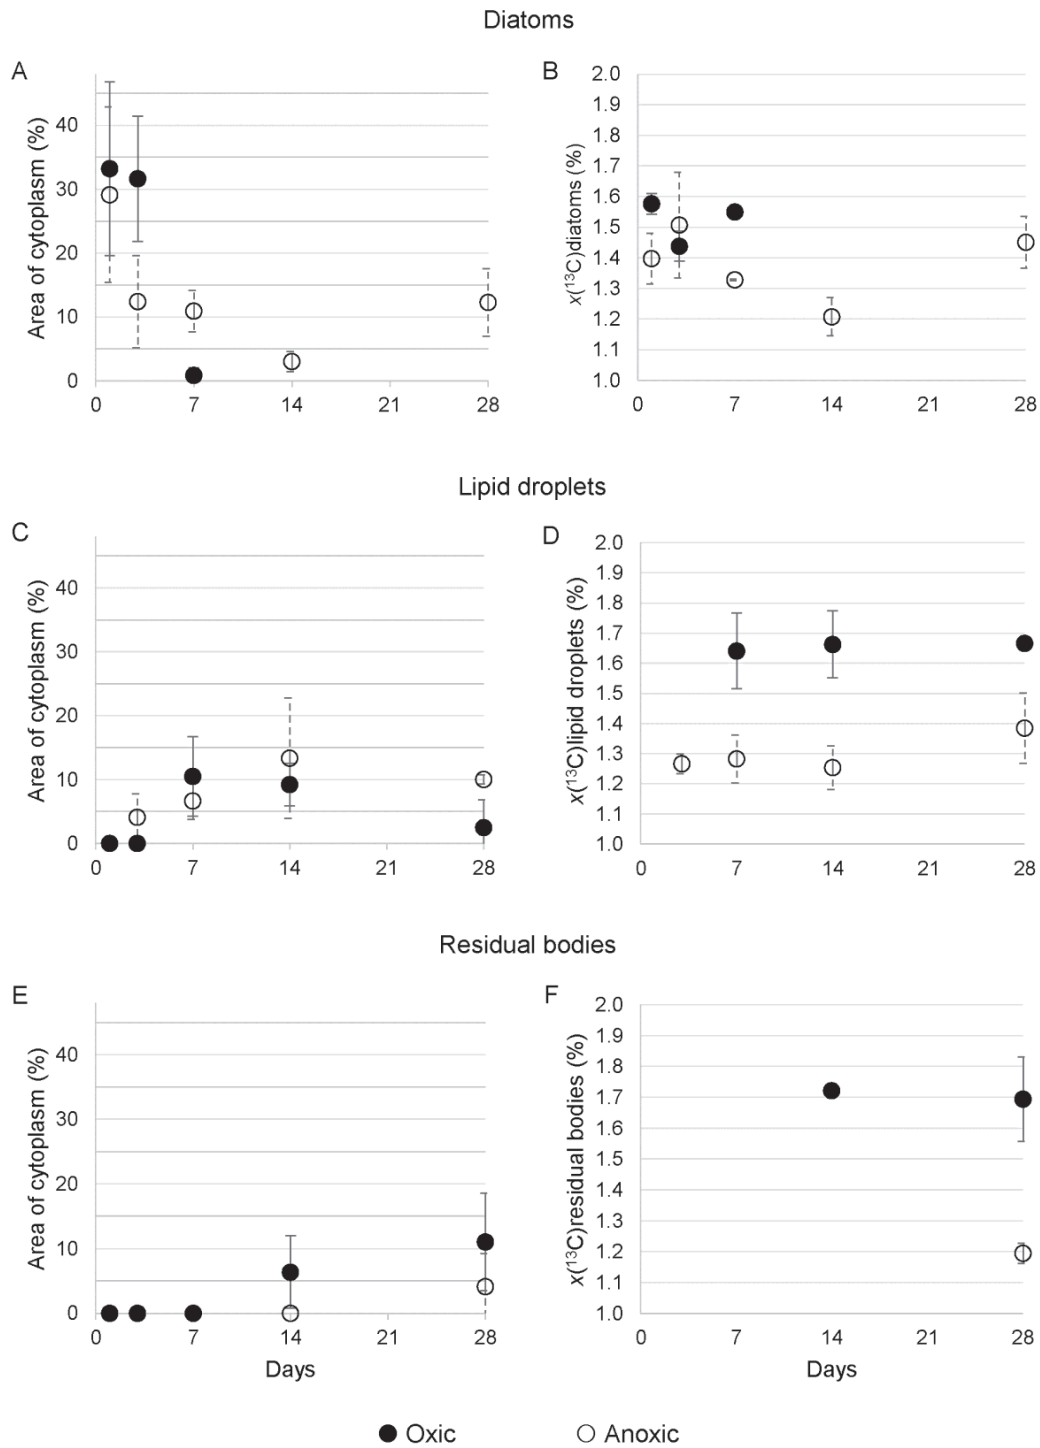 Diatoms
A
Area of cytoplasm (%)
40
30
20
10
0
0 7 14 21 28
B
x(¹³C)diatoms (%)
2.0
1.9
1.8
1.7
1.6
1.5
1.4
1.3
1.2
1.1
1.0
0 7 14 21 28
Lipid droplets
C
Area of cytoplasm (%)
40
30
20
10
0
0 7 14 21 28
D
x(¹³C)lipid droplets (%)
2.0
1.9
1.8
1.7
1.6
1.5
1.4
1.3
1.2
1.1
1.0
0 7 14 21 28
Residual bodies
E
Area of cytoplasm (%)
40
30
20
10
0
0 7 14 21 28
Days
F
x(¹³C)residual bodies (%)
2.0
1.9
1.8
1.7
1.6
1.5
1.4
1.3
1.2
1.1
1.0
0 7 14 21 28
Days
Oxic Anoxic